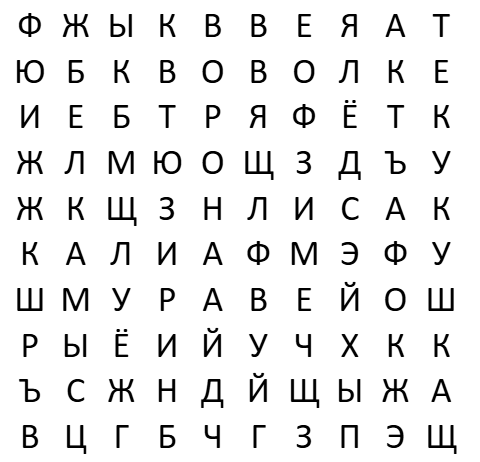 Ф Ж Ы К В В Е Я А Т
Ю Б К В О В О Л К Е
И Е Б Т Р Я Ф Ё Т К
Ж Л М Ю О Щ З Д Ъ У
Ж К Щ З Н Л И С А К
К А Л И А Ф М Э Ф У
Ш М У Р А В Е Й О Ш
Р Ы Ё И Й У Ч Х К К
Ъ С Ж Н Д Й Щ Ы Ж А
В Ц Г Б Ч Г З П Э Щ